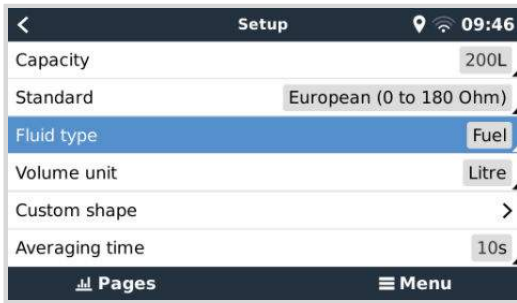 Setup 09:46
Capacity 200L
Standard European (0 to 180 Ohm)
Fluid type Fuel
Volume unit Litre
Custom shape
Averaging time 10s
Pages Menu